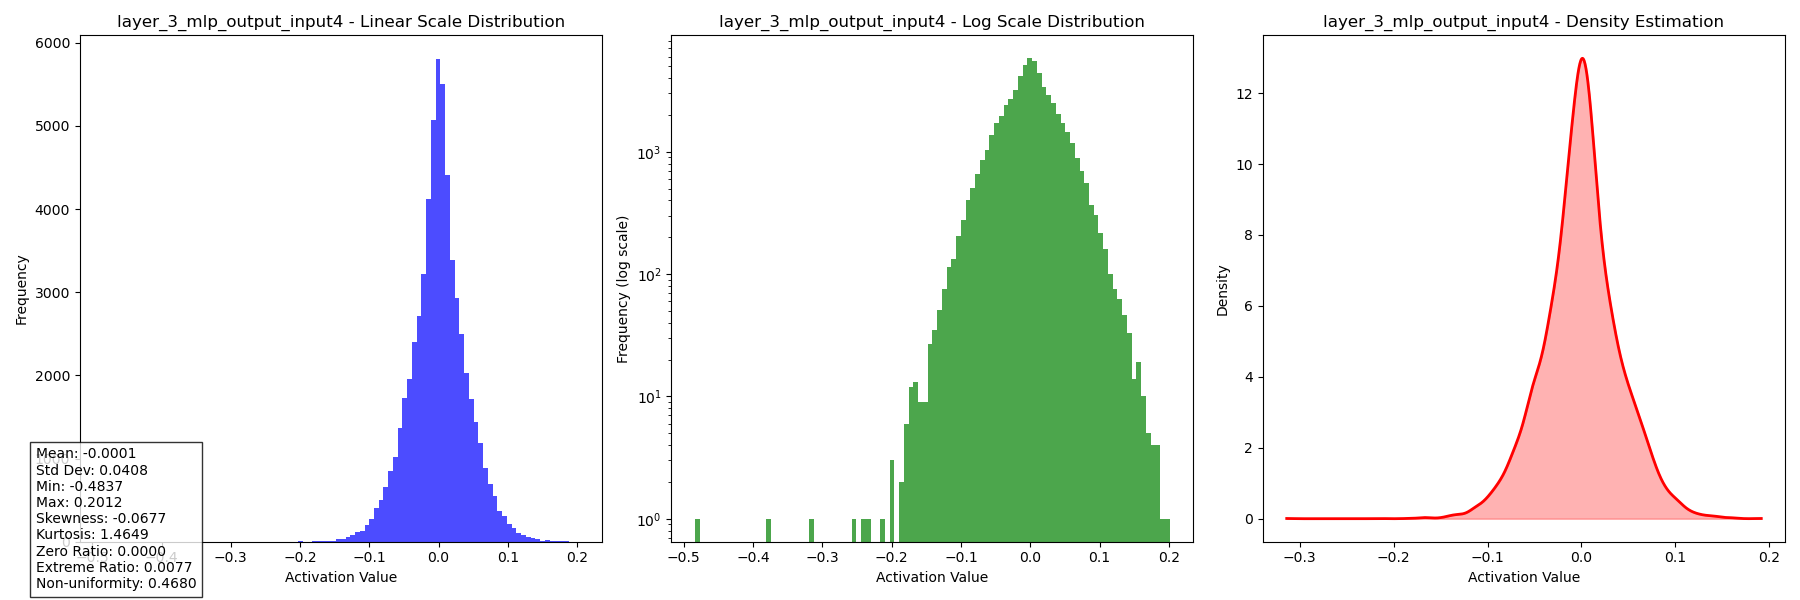 layer_3_mlp_output_input4 - Linear Scale Distribution
layer_3_mlp_output_input4 - Log Scale Distribution
layer_3_mlp_output_input4 - Density Estimation
6000
5000
4000
3000
2000
1000
0
Frequency
−0.4
−0.3
−0.2
−0.1
0.0
0.1
0.2
Activation Value
Mean: -0.0001
Std Dev: 0.0408
Min: -0.4837
Max: 0.2012
Skewness: -0.0677
Kurtosis: 1.4649
Zero Ratio: 0.0000
Extreme Ratio: 0.0077
Non-uniformity: 0.4680
10³
10²
10¹
10⁰
Frequency (log scale)
−0.5
−0.4
−0.3
−0.2
−0.1
0.0
0.1
0.2
Activation Value
12
10
8
6
4
2
0
Density
−0.3
−0.2
−0.1
0.0
0.1
0.2
Activation Value